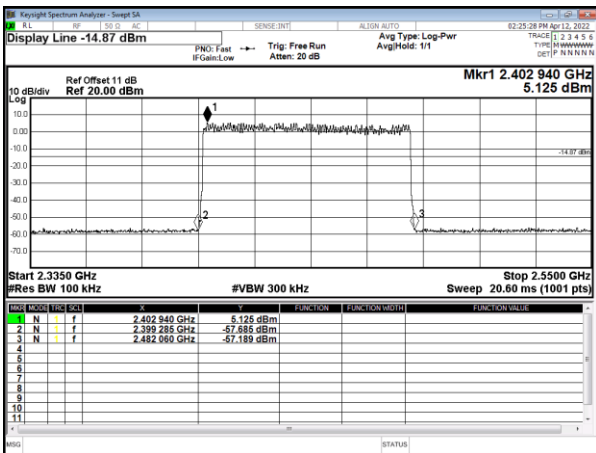 Keysight Spectrum Analyzer - Swept SA
RL RF 50 Ω AC SENSE:INT ALIGN AUTO 02:25:28 PM Apr 12, 2022
Display Line -14.87 dBm
Avg Type: Log-Pwr
TRACE 1 2 3 4 5 6
PNO: Fast Trig: Free Run Avg|Hold: 1/1
TYPE M WWWWW
IFGain:Low Atten: 20 dB
DET P NNNNN
Mkr1 2.402 940 GHz
Ref Offset 11 dB
10 dB/div Ref 20.00 dBm 5.125 dBm
Log
1
10.0
0.00
-10.0
-14.87 dBm
-20.0
-30.0
-40.0
-50.0
2 3
-60.0
-70.0
Start 2.3350 GHz Stop 2.5500 GHz
#Res BW 100 kHz #VBW 300 kHz Sweep 20.60 ms (1001 pts)
MKR MODE TRC SCL X Y FUNCTION FUNCTION WIDTH FUNCTION VALUE
1 N 1 f 2.402 940 GHz 5.125 dBm
2 N 1 f 2.399 285 GHz -57.685 dBm
3 N 1 f 2.482 060 GHz -57.189 dBm
4
5
6
7
8
9
10
11
MSG STATUS